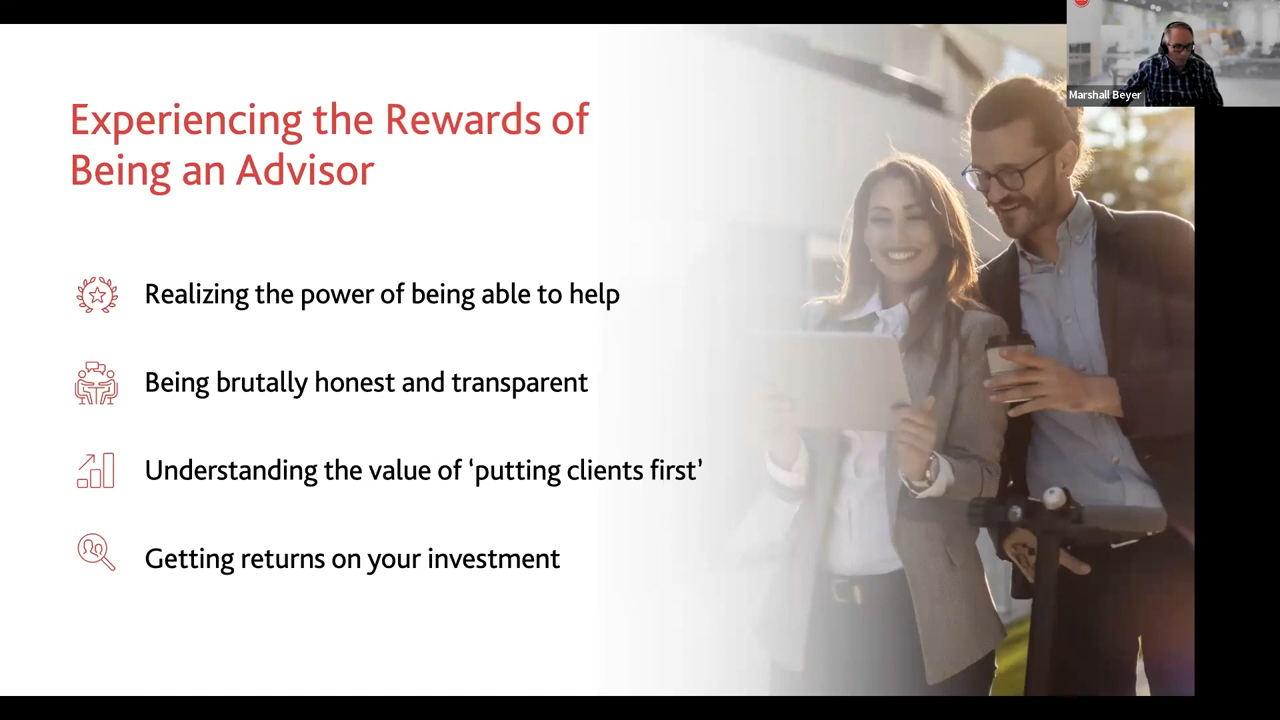 Marshall Beyer
Experiencing the Rewards of
Being an Advisor
Realizing the power of being able to help
Being brutally honest and transparent
Understanding the value of ‘putting clients first’
Getting returns on your investment